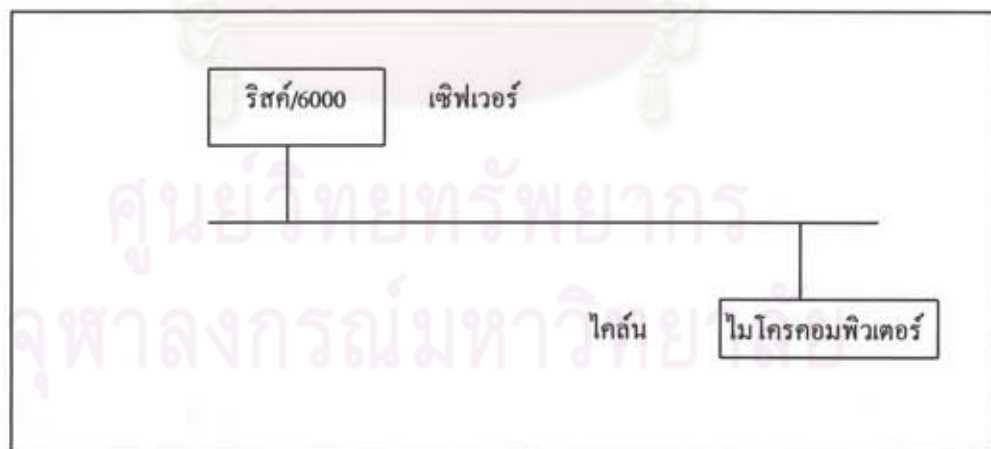 ริสค์/6000 เซิฟเวอร์
ศูนย์วิทยทรัพยากร
ไคล์น ไมโครคอมพิวเตอร์
จุฬาลงกรณ์มหาวิทยาลัย